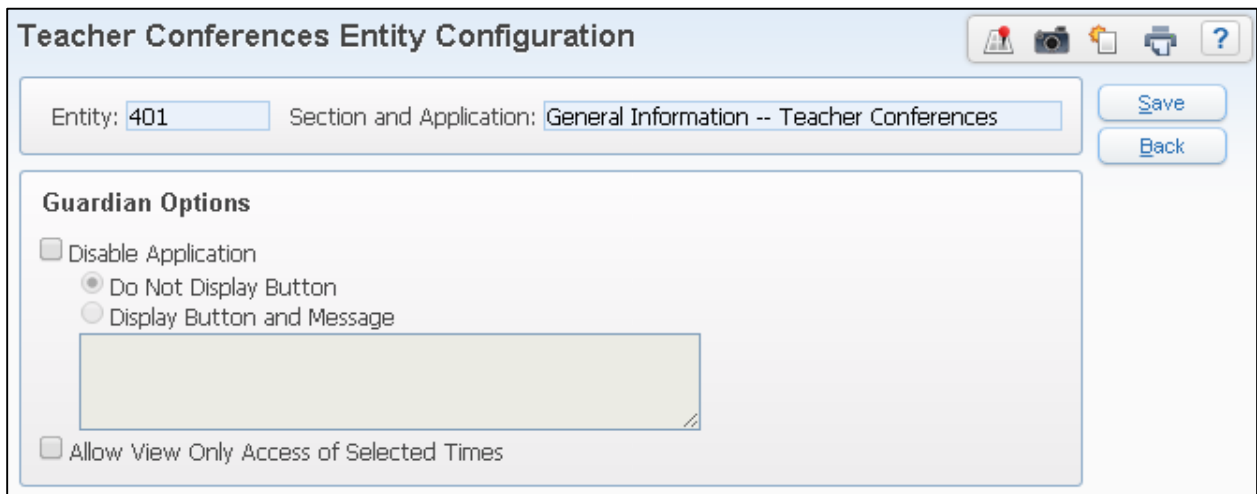 Teacher Conferences Entity Configuration
?
Entity: 401 Section and Application: General Information -- Teacher Conferences
Save
Back
Guardian Options
Disable Application
Do Not Display Button
Display Button and Message
Allow View Only Access of Selected Times